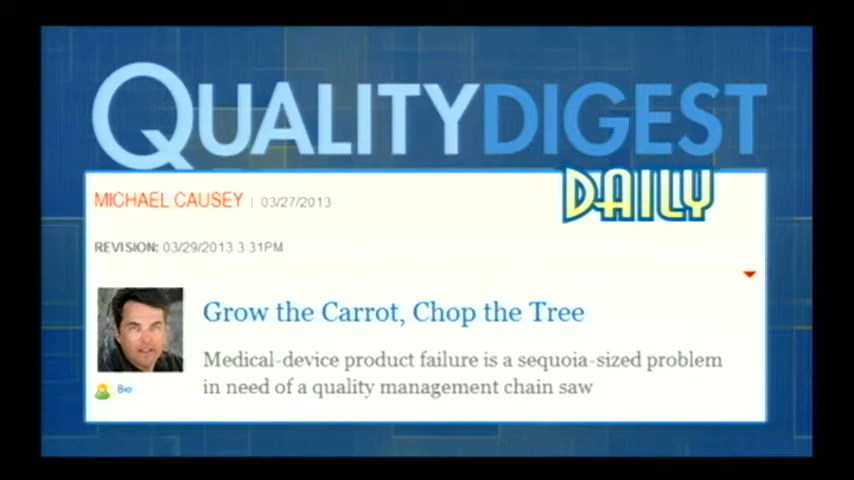 QUALITYDIGEST
DAILY
MICHAEL CAUSEY | 03/27/2013
REVISION: 03/29/2013 3 31PM
Grow the Carrot, Chop the Tree
Medical-device product failure is a sequoia-sized problem
in need of a quality management chain saw
Bio